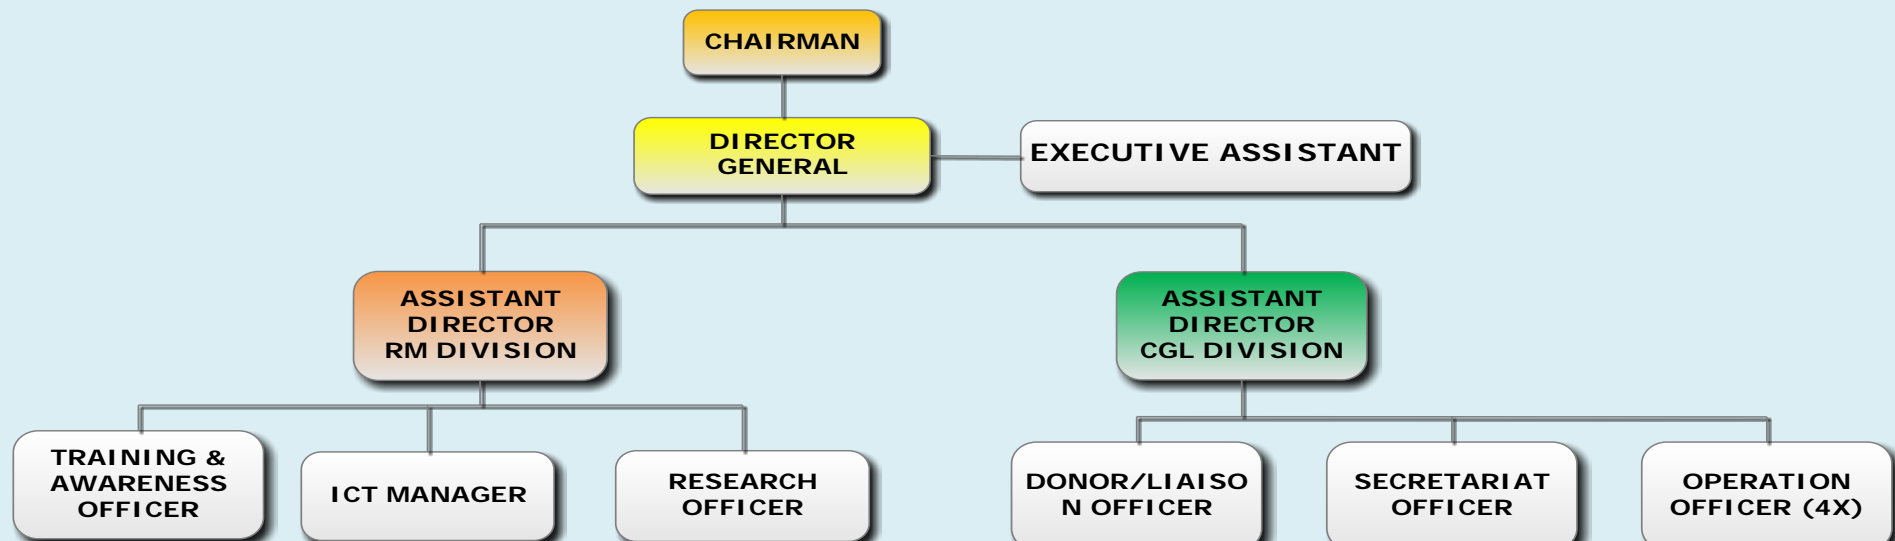 CHAIRMAN
DIRECTOR
GENERAL
EXECUTIVE ASSISTANT
ASSISTANT
DIRECTOR
RM DIVISION
ASSISTANT
DIRECTOR
CGL DIVISION
TRAINING &
AWARENESS
OFFICER
ICT MANAGER
RESEARCH
OFFICER
DONOR/LIAISO
N OFFICER
SECRETARIAT
OFFICER
OPERATION
OFFICER (4X)